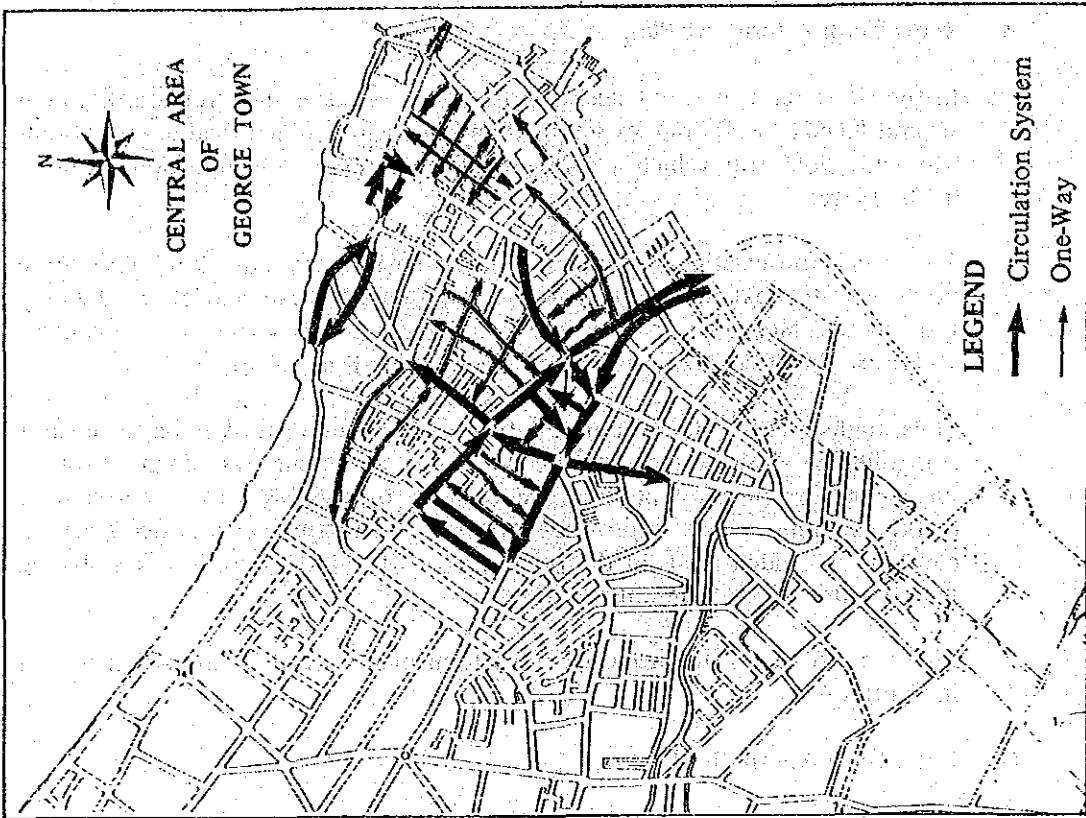 N
CENTRAL AREA
OF
GEORGE TOWN
LEGEND
Circulation System
One-Way